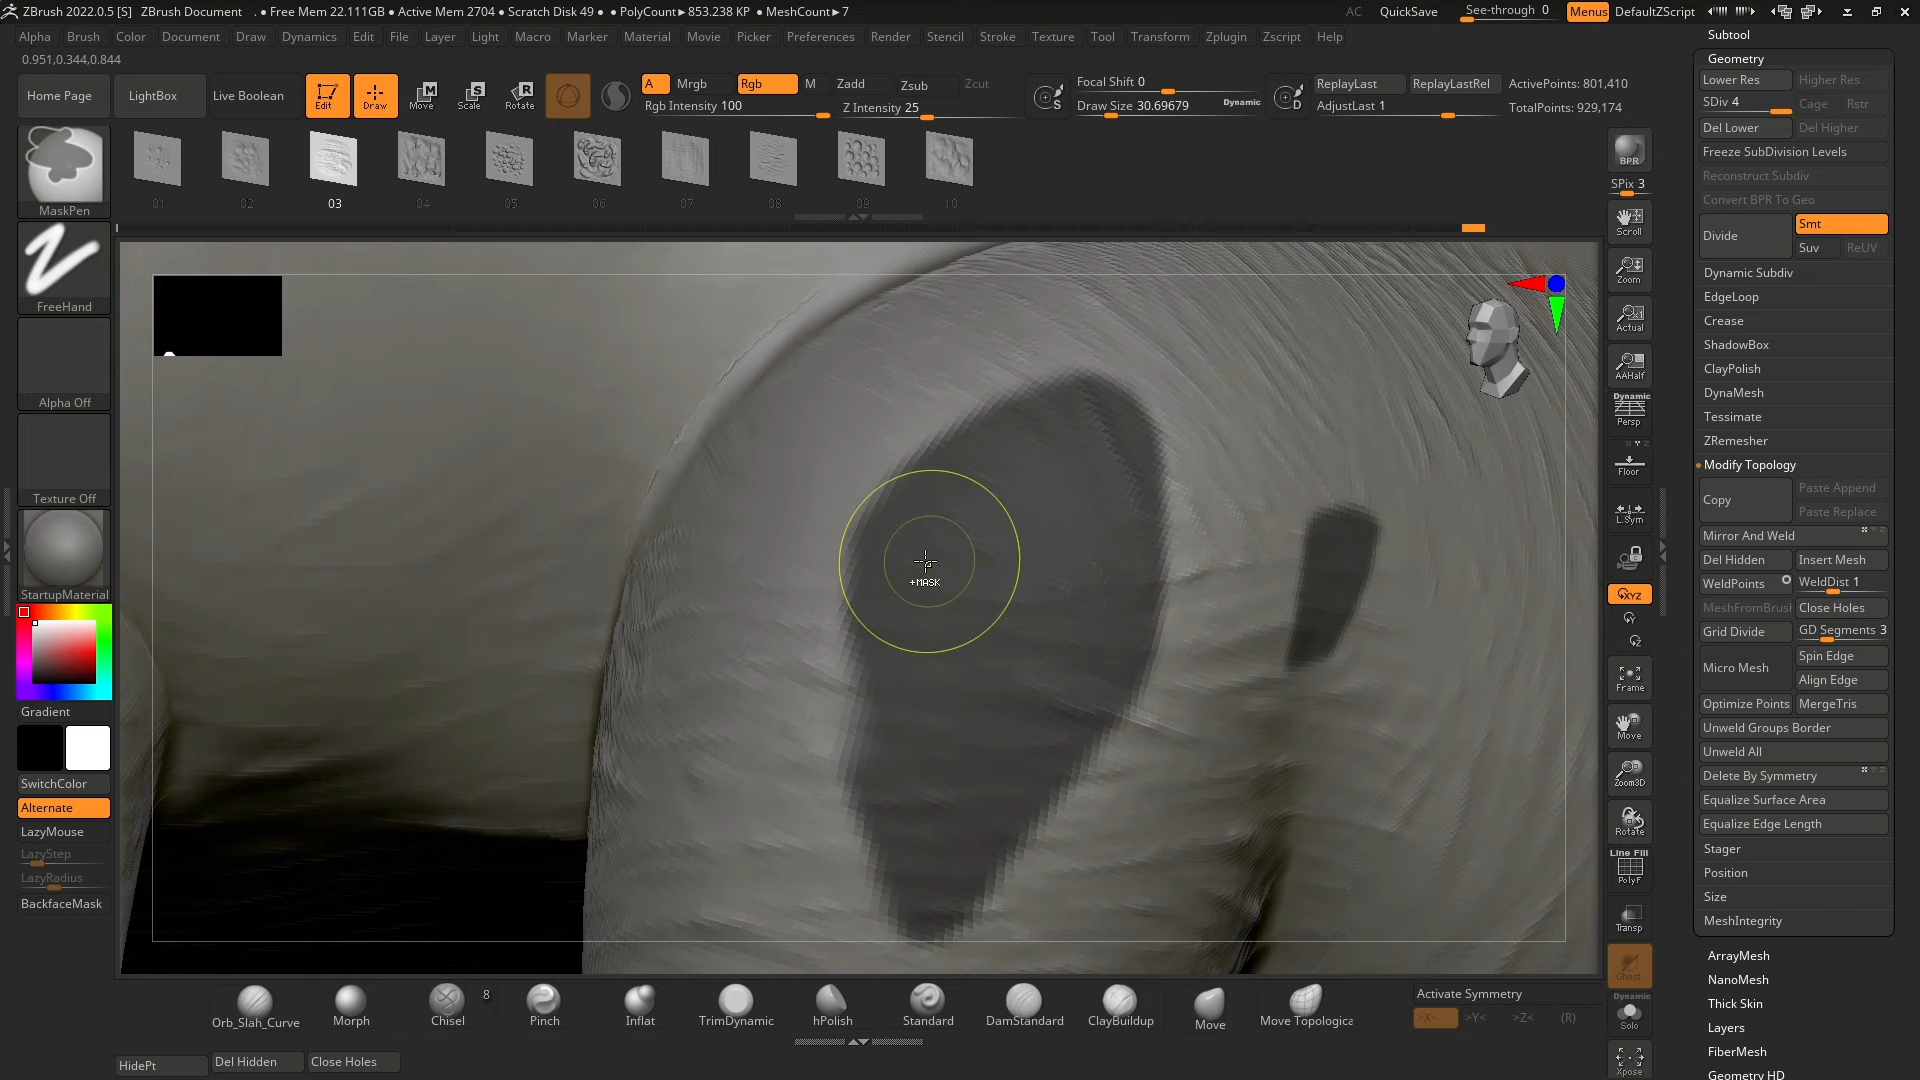 ZBrush 2022.0.5 [S] ZBrush Document . • Free Mem 22.111GB • Active Mem 2704 • Scratch Disk 49 • • PolyCount► 853.238 KP • MeshCount► 7 AC QuickSave See-through 0 Menus DefaultZScript
Alpha Brush Color Document Draw Dynamics Edit File Layer Light Macro Marker Material Movie Picker Preferences Render Stencil Stroke Texture Tool Transform Zplugin Zscript Help
0.951,0.344,0.844
Home Page LightBox Live Boolean Edit Draw Move Scale Rotate
A Mrgb Rgb M Zadd Zsub Zcut
Rgb Intensity 100 Z Intensity 25
S Focal Shift 0
Draw Size 30.69679 Dynamic
D ReplayLast ReplayLastRel ActivePoints: 801,410
AdjustLast 1 TotalPoints: 929,174
MaskPen
FreeHand
Alpha Off
Texture Off
StartupMaterial
Gradient
SwitchColor
Alternate
LazyMouse
LazyStep
LazyRadius
BackfaceMask
01 02 03 04 05 06 07 08 09 10
+MASK
BPR
SPix 3
Scroll
Zoom
Actual
AAHalf
Dynamic
Persp
Floor
L.Sym
XYZ
Y
Z
Frame
Move
Zoom3D
Rotate
Line Fill
PolyF
Transp
Ghost
Dynamic
Solo
Xpose
Subtool
Geometry
Lower Res Higher Res
SDiv 4 Cage Rstr
Del Lower Del Higher
Freeze SubDivision Levels
Reconstruct Subdiv
Convert BPR To Geo
Divide Smt
Suv ReUV
Dynamic Subdiv
EdgeLoop
Crease
ShadowBox
ClayPolish
DynaMesh
Tessimate
ZRemesher
Modify Topology
Copy Paste Append
Paste Replace
Mirror And Weld
Del Hidden Insert Mesh
WeldPoints WeldDist 1
MeshFromBrush Close Holes
Grid Divide GD Segments 3
Micro Mesh Spin Edge
Align Edge
Optimize Points MergeTris
Unweld Groups Border
Unweld All
Delete By Symmetry
Equalize Surface Area
Equalize Edge Length
Stager
Position
Size
MeshIntegrity
ArrayMesh
NanoMesh
Thick Skin
Layers
FiberMesh
Geometry HD
Orb_Slah_Curve Morph Chisel 8 Pinch Inflat TrimDynamic hPolish Standard DamStandard ClayBuildup Move Move Topologica
Activate Symmetry
>X< >Y< >Z< (R)
HidePt Del Hidden Close Holes